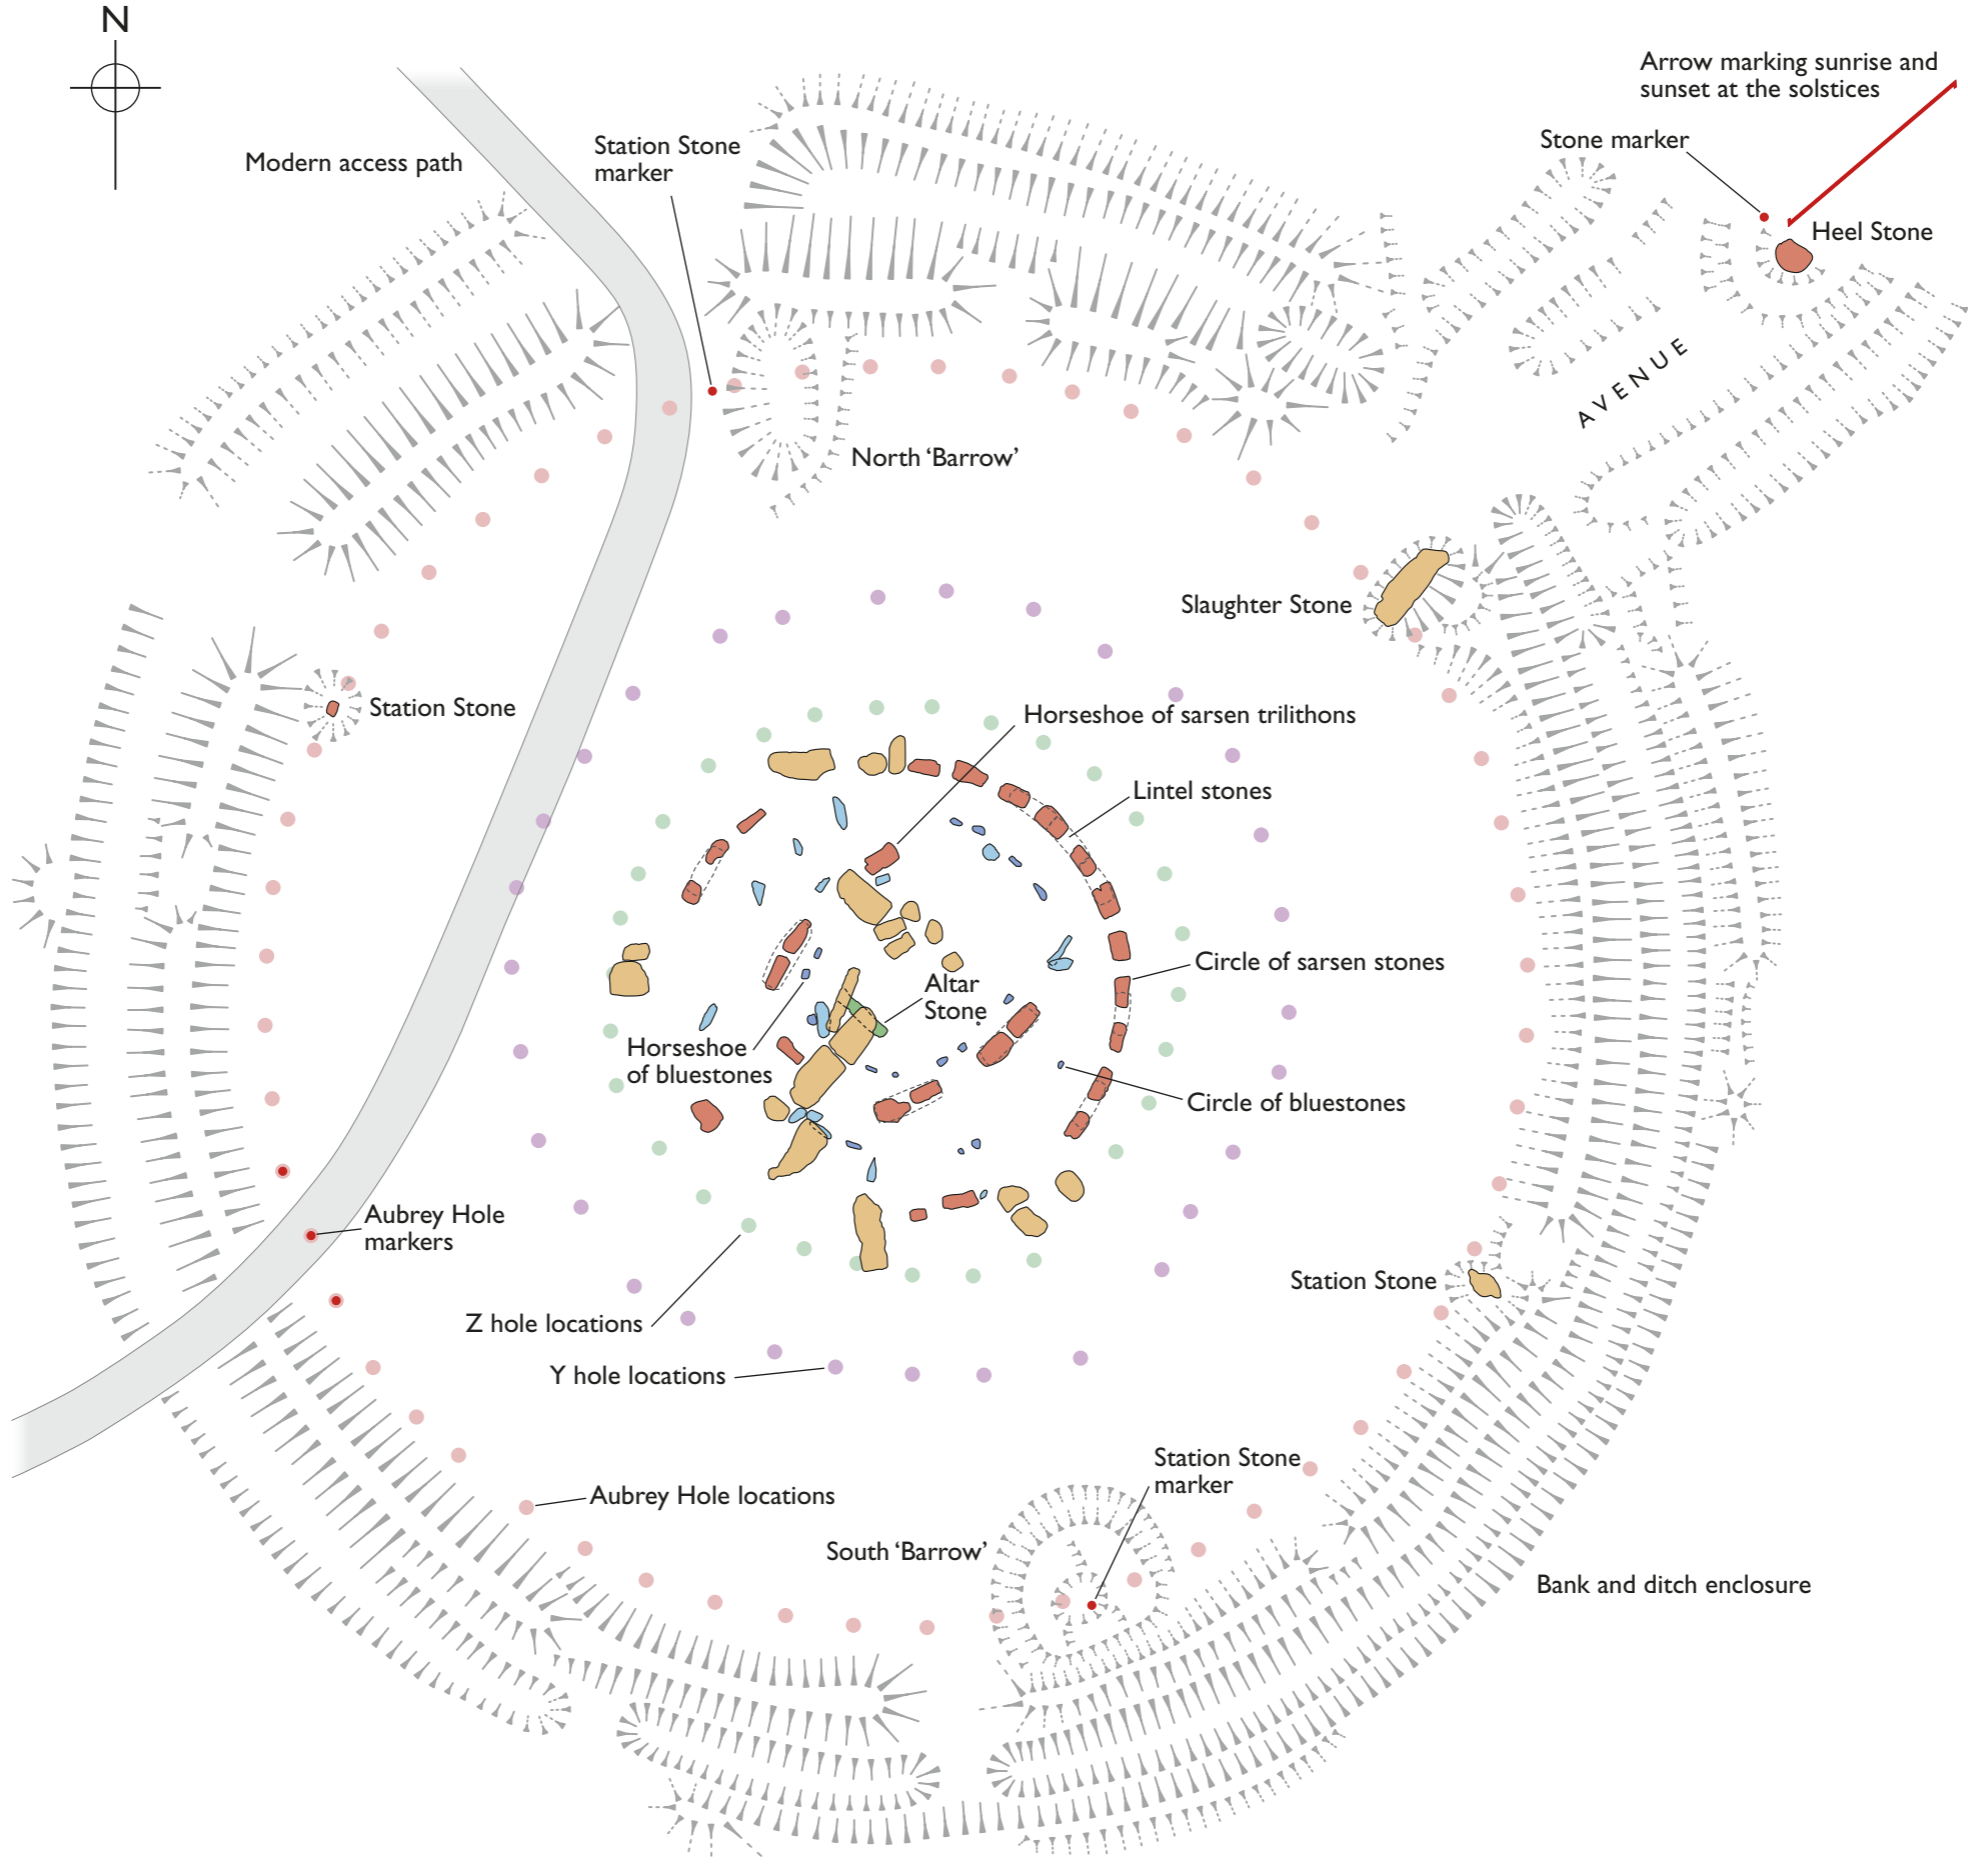 N
Arrow marking sunrise and
sunset at the solstices
Stone marker
Station Stone
marker
Modern access path
Heel Stone
AVENUE
North ‘Barrow’
Slaughter Stone
Station Stone
Horseshoe of sarsen trilithons
Lintel stones
Circle of sarsen stones
Altar
Stone
Horseshoe
of bluestones
Circle of bluestones
Aubrey Hole
markers
Station Stone
Z hole locations
Y hole locations
Station Stone
marker
Aubrey Hole locations
South ‘Barrow’
Bank and ditch enclosure